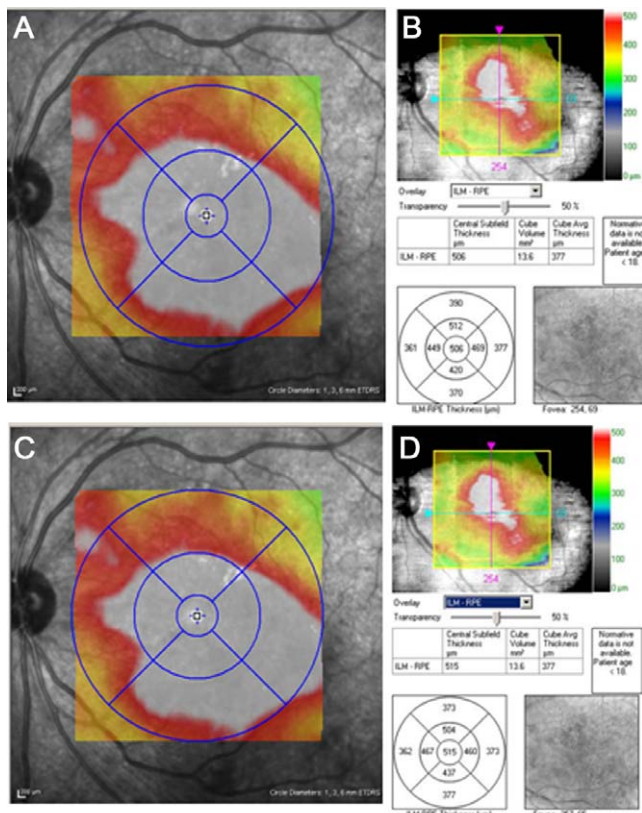 A
200 µm
Circle Diameters: 1, 3, 6 mm ETDRS
B
254
500
400
300
200
100
0 µm
Overlay ILM - RPE
Transparency 50 %
Central Subfield Thickness µm
Cube Volume mm³
Cube Avg Thickness µm
ILM - RPE 506 13.6 377
Normative
data is not
available.
Patient age
< 18.
390
512
361 449 506 469 377
420
370
ILM-RPE Thickness (µm)
Fovea: 254, 69
C
200 µm
Circle Diameters: 1, 3, 6 mm ETDRS
D
254
500
400
300
200
100
0 µm
Overlay ILM - RPE
Transparency 50 %
Central Subfield Thickness µm
Cube Volume mm³
Cube Avg Thickness µm
ILM - RPE 515 13.6 377
Normative
data is not
available.
Patient age
< 18.
373
504
362 467 515 460 373
437
377